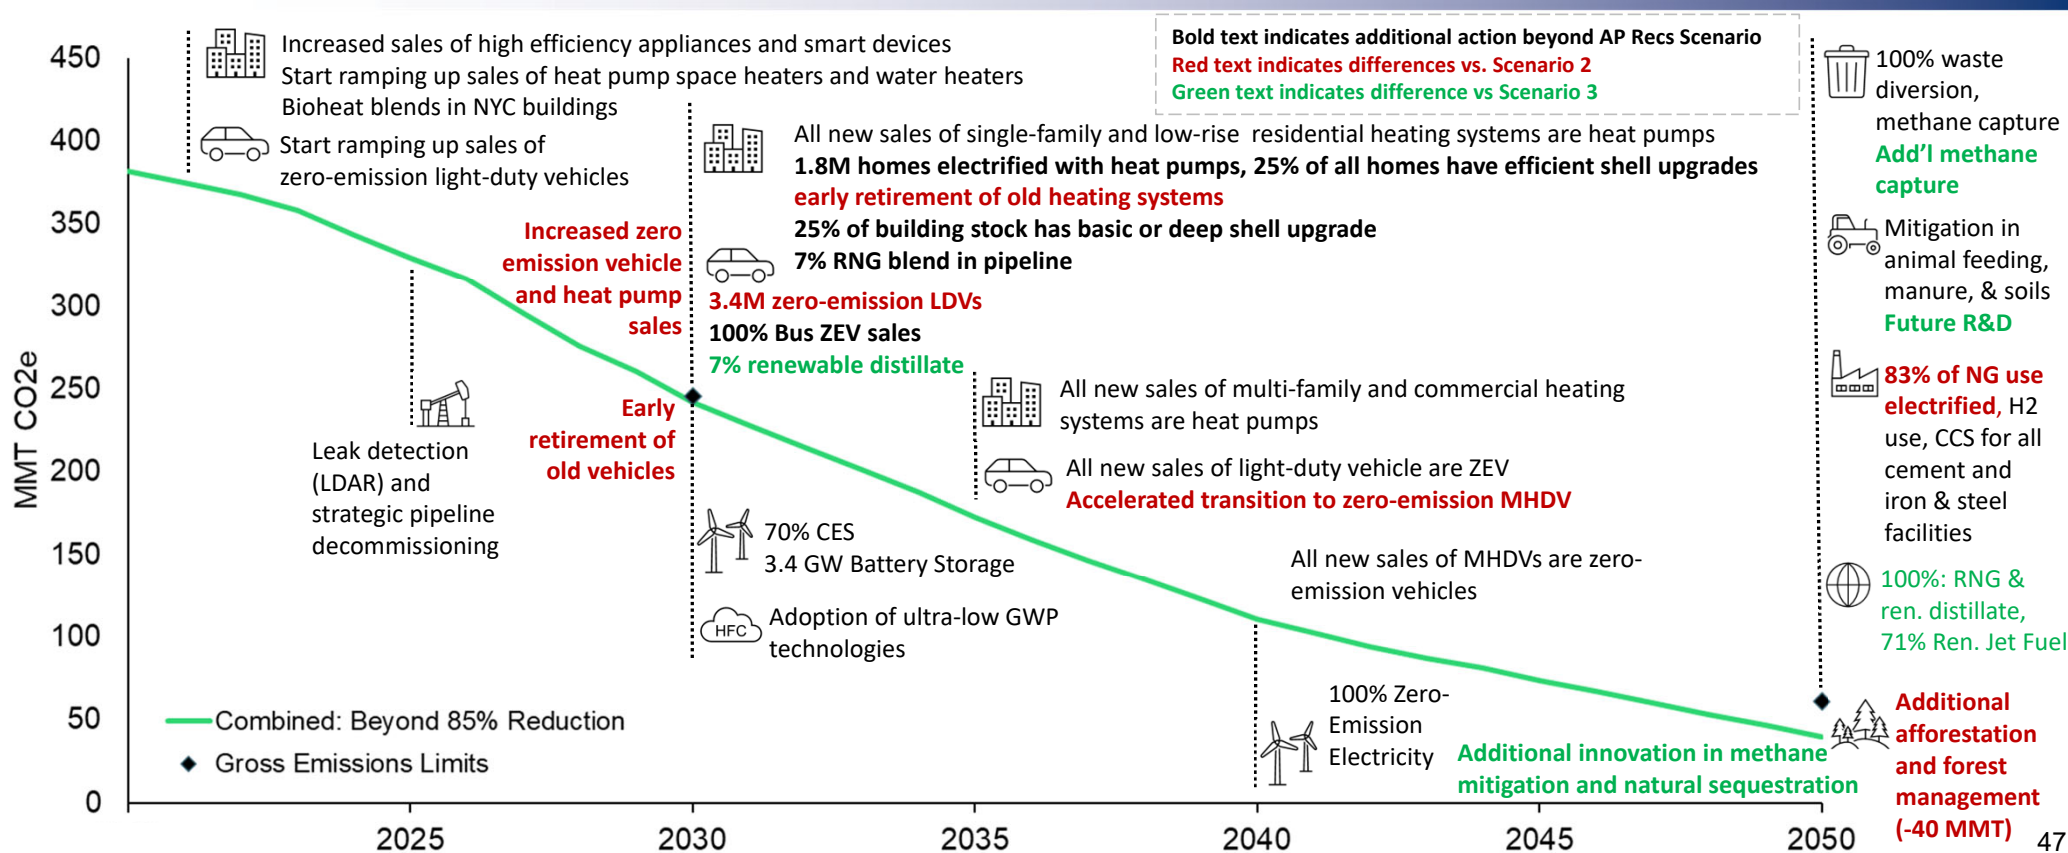 Bold text indicates additional action beyond AP Recs Scenario
Red text indicates differences vs. Scenario 2
Green text indicates difference vs Scenario 3
MMT CO2e
450
400
350
300
250
200
150
100
50
0
2025
2030
2035
2040
2045
2050
Combined: Beyond 85% Reduction
Gross Emissions Limits
Increased sales of high efficiency appliances and smart devices
Start ramping up sales of heat pump space heaters and water heaters
Bioheat blends in NYC buildings
Start ramping up sales of
zero-emission light-duty vehicles
Leak detection
(LDAR) and
strategic pipeline
decommissioning
Increased zero
emission vehicle
and heat pump
sales
Early
retirement of
old vehicles
All new sales of single-family and low-rise residential heating systems are heat pumps
1.8M homes electrified with heat pumps, 25% of all homes have efficient shell upgrades
early retirement of old heating systems
25% of building stock has basic or deep shell upgrade
7% RNG blend in pipeline
3.4M zero-emission LDVs
100% Bus ZEV sales
7% renewable distillate
70% CES
3.4 GW Battery Storage
HFC
Adoption of ultra-low GWP
technologies
All new sales of multi-family and commercial heating
systems are heat pumps
All new sales of light-duty vehicle are ZEV
Accelerated transition to zero-emission MHDV
All new sales of MHDVs are zero-
emission vehicles
100% Zero-
Emission
Electricity
Additional innovation in methane
mitigation and natural sequestration
100% waste
diversion,
methane capture
Add'l methane
capture
Mitigation in
animal feeding,
manure, & soils
Future R&D
83% of NG use
electrified, H2
use, CCS for all
cement and
iron & steel
facilities
100%: RNG &
ren. distillate,
71% Ren. Jet Fuel
Additional
afforestation
and forest
management
(-40 MMT)
47